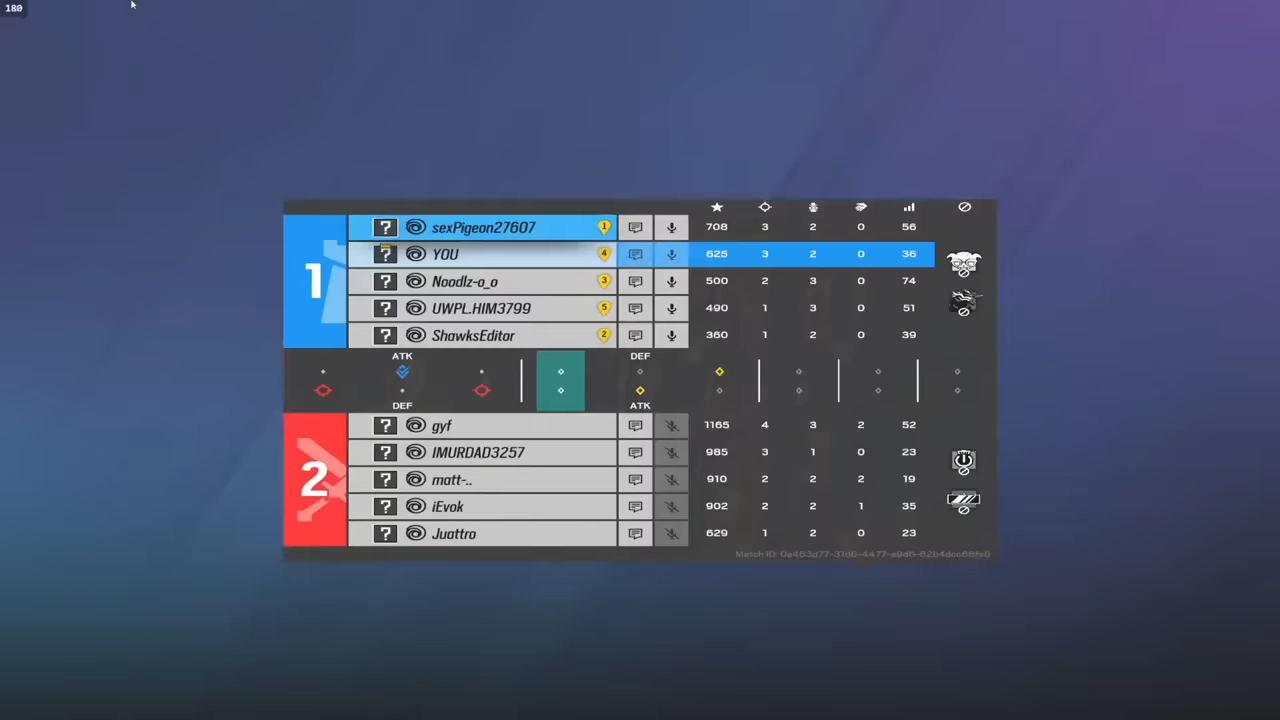 180
1
? sexPigeon27607 1 708 3 2 0 56
? YOU 4 625 3 2 0 36
? Noodlz-o_o 3 500 2 3 0 74
? UWPL.HIM3799 5 490 1 3 0 51
? ShawksEditor 2 360 1 2 0 39
ATK DEF
DEF ATK
2
? gyf 1165 4 3 2 52
? IMURDAD3257 985 3 1 0 23
? matt-.. 910 2 2 2 19
? iEvok 902 2 2 1 35
? Juattro 629 1 2 0 23
Match ID: